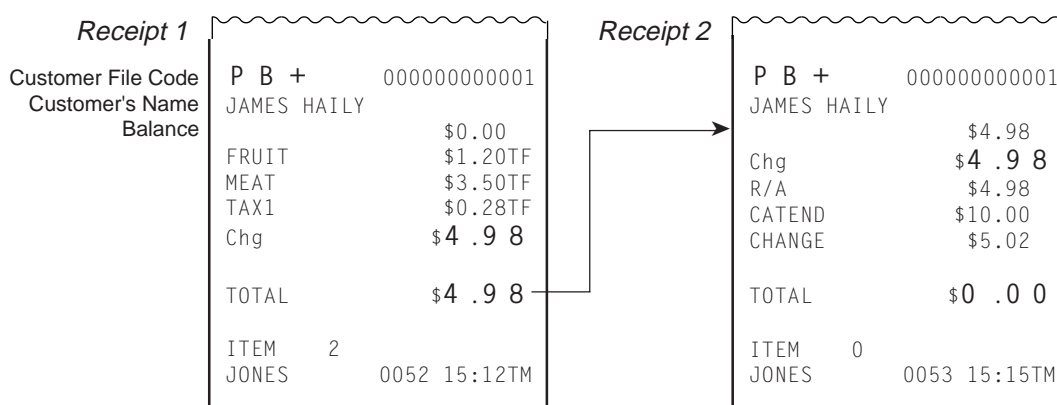 Receipt 1
Customer File Code
Customer's Name
Balance
P B + 000000000001
JAMES HAILY
$0.00
FRUIT $1.20TF
MEAT $3.50TF
TAX1 $0.28TF
Chg $4.98
TOTAL $4.98
ITEM 2
JONES 0052 15:12TM
Receipt 2
P B + 000000000001
JAMES HAILY
$4.98
Chg $4.98
R/A $4.98
CATEND $10.00
CHANGE $5.02
TOTAL $0.00
ITEM 0
JONES 0053 15:15TM